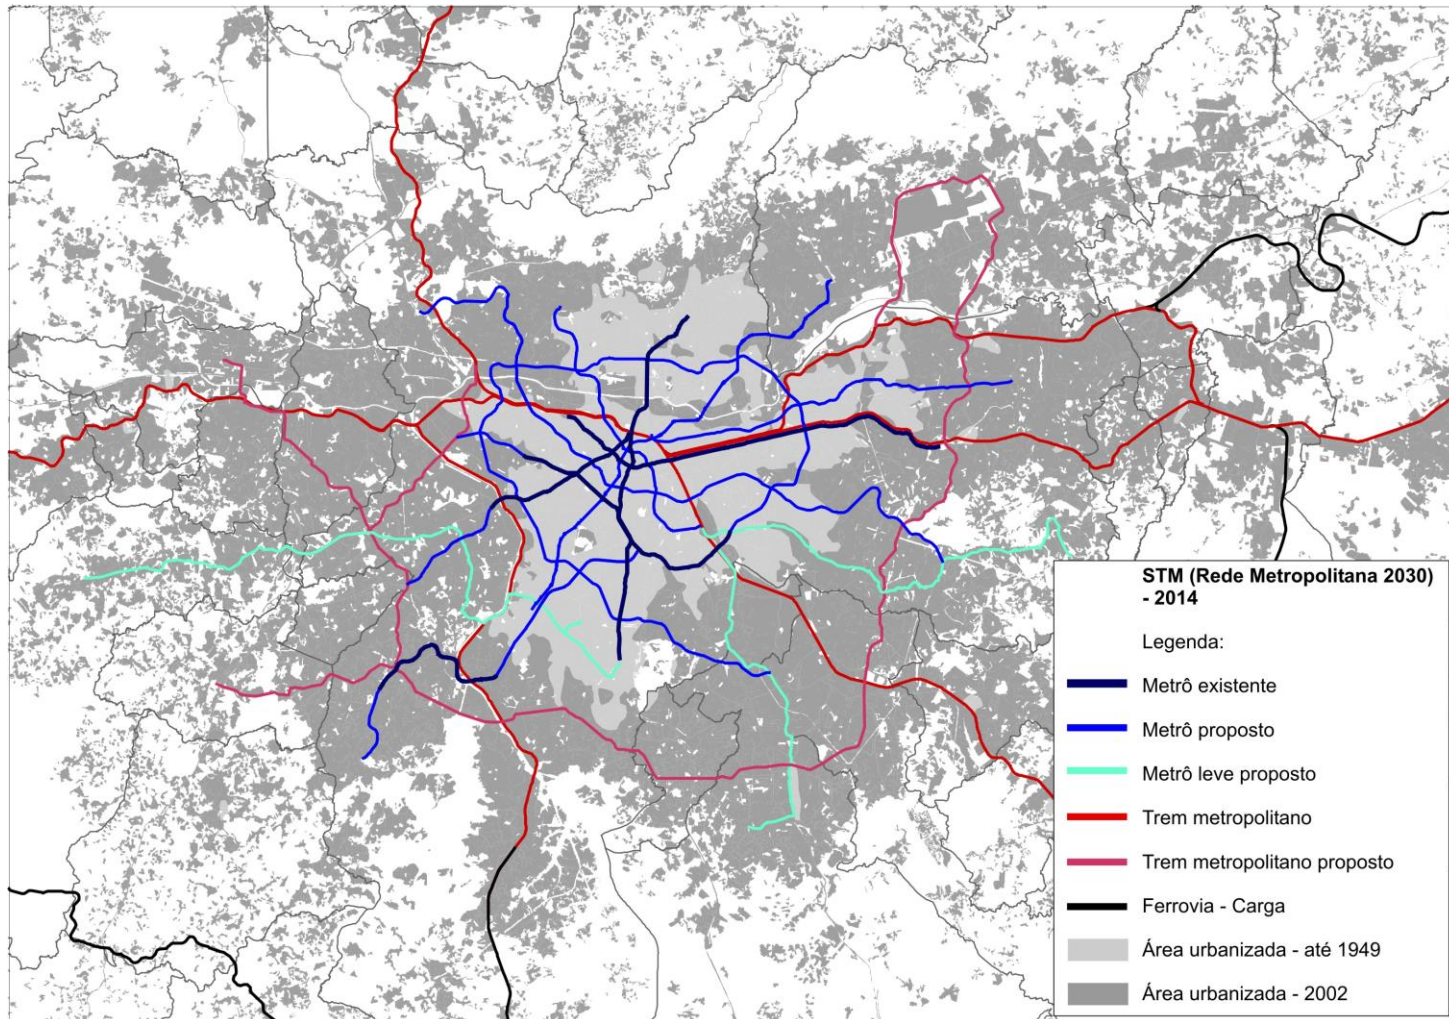 STM (Rede Metropolitana 2030)
- 2014
Legenda:
Metrô existente
Metrô proposto
Metrô leve proposto
Trem metropolitano
Trem metropolitano proposto
Ferrovia - Carga
Área urbanizada - até 1949
Área urbanizada - 2002